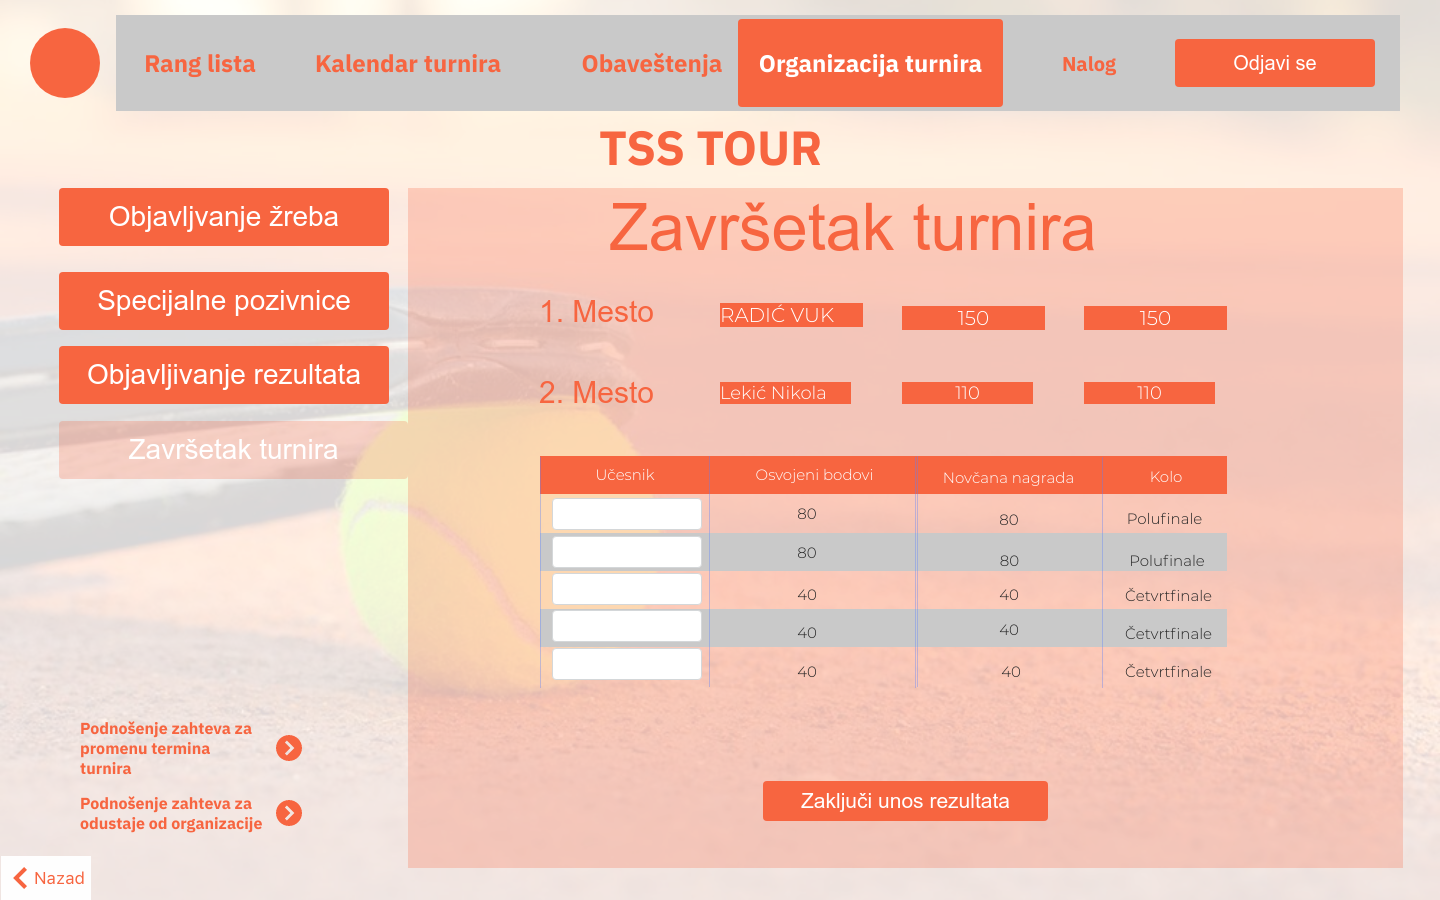 Rang lista
Kalendar turnira
Obaveštenja
Organizacija turnira
Nalog
Odjavi se
TSS TOUR
Objavljvanje žreba
Specijalne pozivnice
Objavljivanje rezultata
Završetak turnira
Završetak turnira
1. Mesto RADIĆ VUK 150 150
2. Mesto Lekić Nikola 110 110
Učesnik Osvojeni bodovi Novčana nagrada Kolo
80 80 Polufinale
80 80 Polufinale
40 40 Četvrtfinale
40 40 Četvrtfinale
40 40 Četvrtfinale
Podnošenje zahteva za
promenu termina
turnira
Podnošenje zahteva za
odustaje od organizacije
Zaključi unos rezultata
Nazad